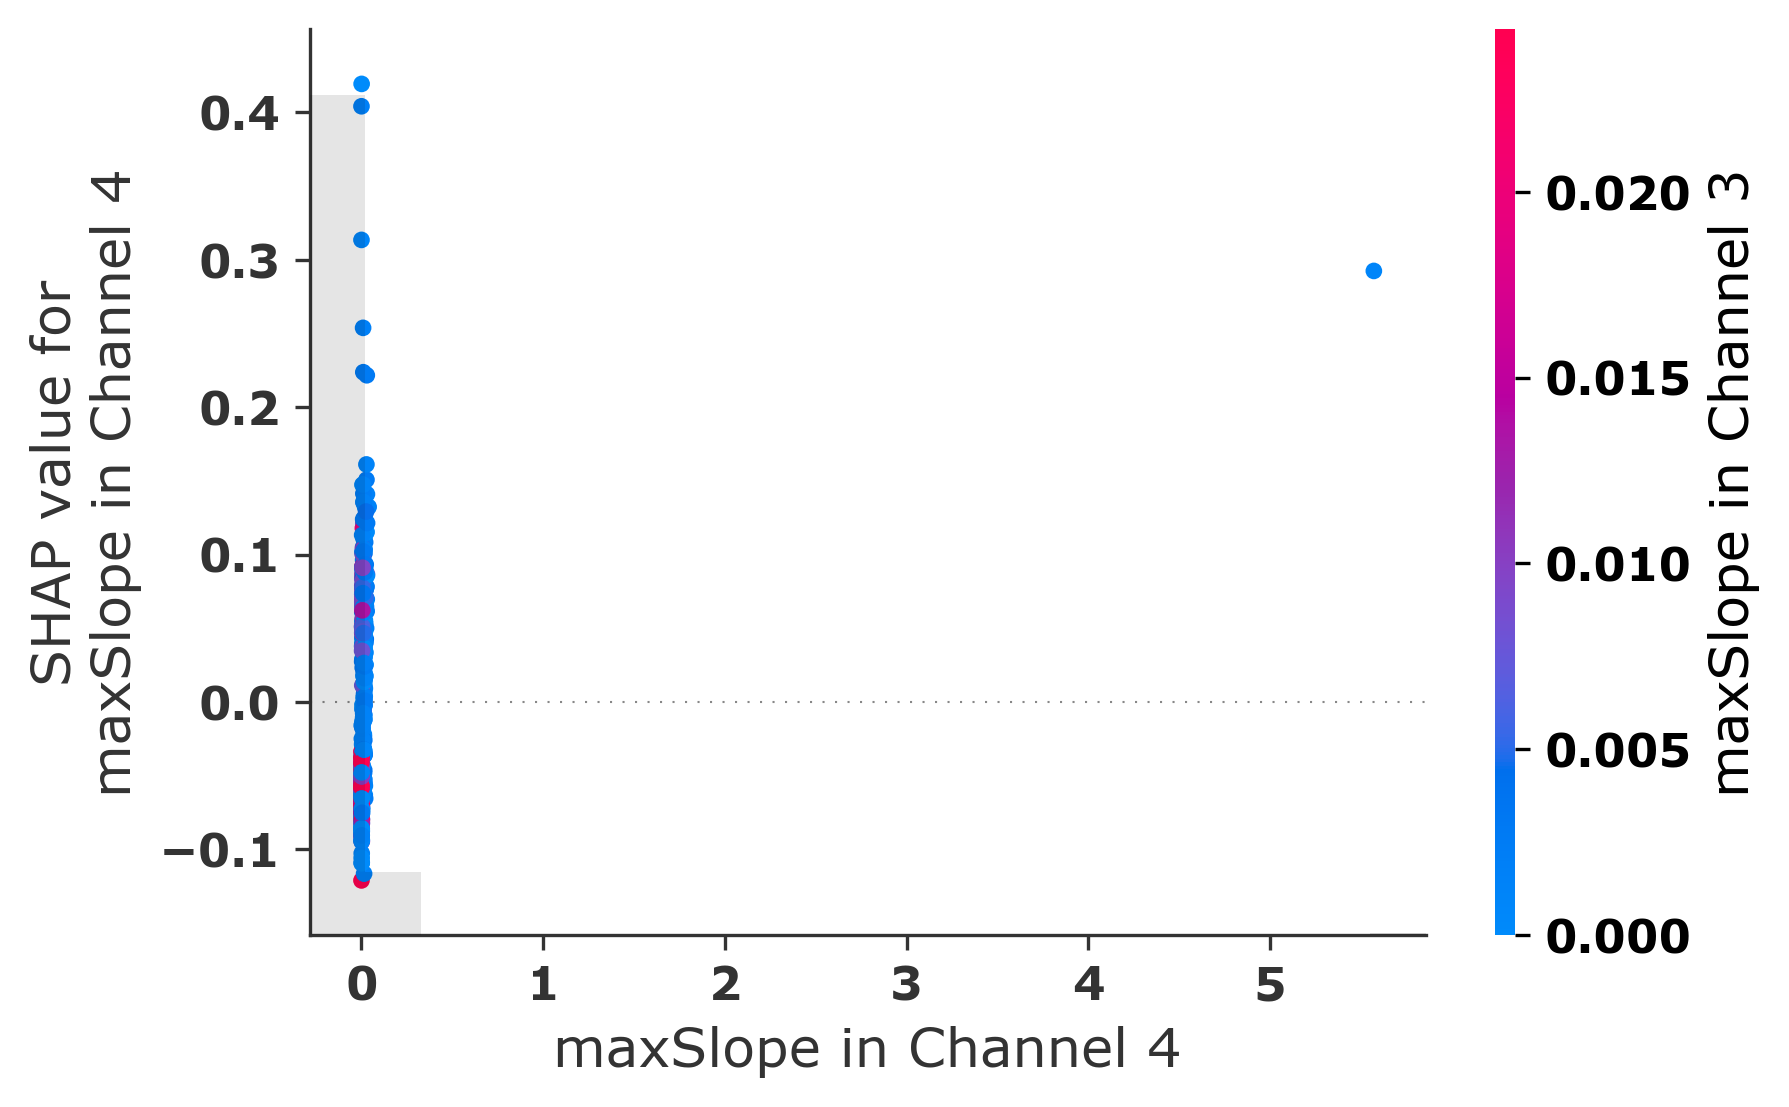 SHAP value for
maxSlope in Channel 4
0.4
0.3
0.2
0.1
0.0
−0.1
0 1 2 3 4 5
maxSlope in Channel 4
0.020
0.015
0.010
0.005
0.000
maxSlope in Channel 3